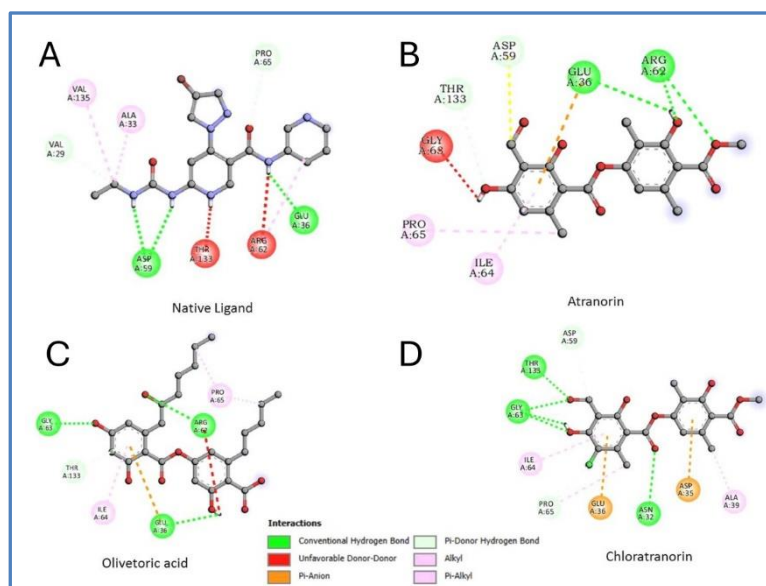 A
PRO
A:65
VAL
A:135
ALA
A:33
VAL
A:29
ASP
A:59
THR
A:133
ARG
A:62
GLU
A:36
Native Ligand
B
ASP
A:59
GLU
A:36
ARG
A:62
THR
A:133
GLY
A:68
PRO
A:65
ILE
A:64
Atranorin
C
PRO
A:65
GLY
A:63
ARG
A:62
THR
A:133
ILE
A:64
GLU
A:36
Olivetoric acid
D
ASP
A:59
THR
A:135
GLY
A:63
ILE
A:64
PRO
A:65
GLU
A:36
ASN
A:32
ASP
A:35
ALA
A:39
Chloratranorin
Interactions
Conventional Hydrogen Bond
Unfavorable Donor-Donor
Pi-Anion
Pi-Donor Hydrogen Bond
Alkyl
Pi-Alkyl